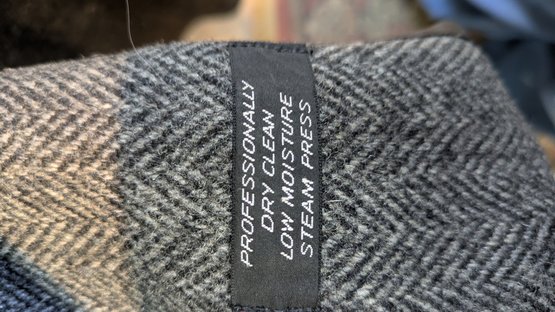 PROFESSIONALLY
DRY CLEAN
LOW MOISTURE
STEAM PRESS